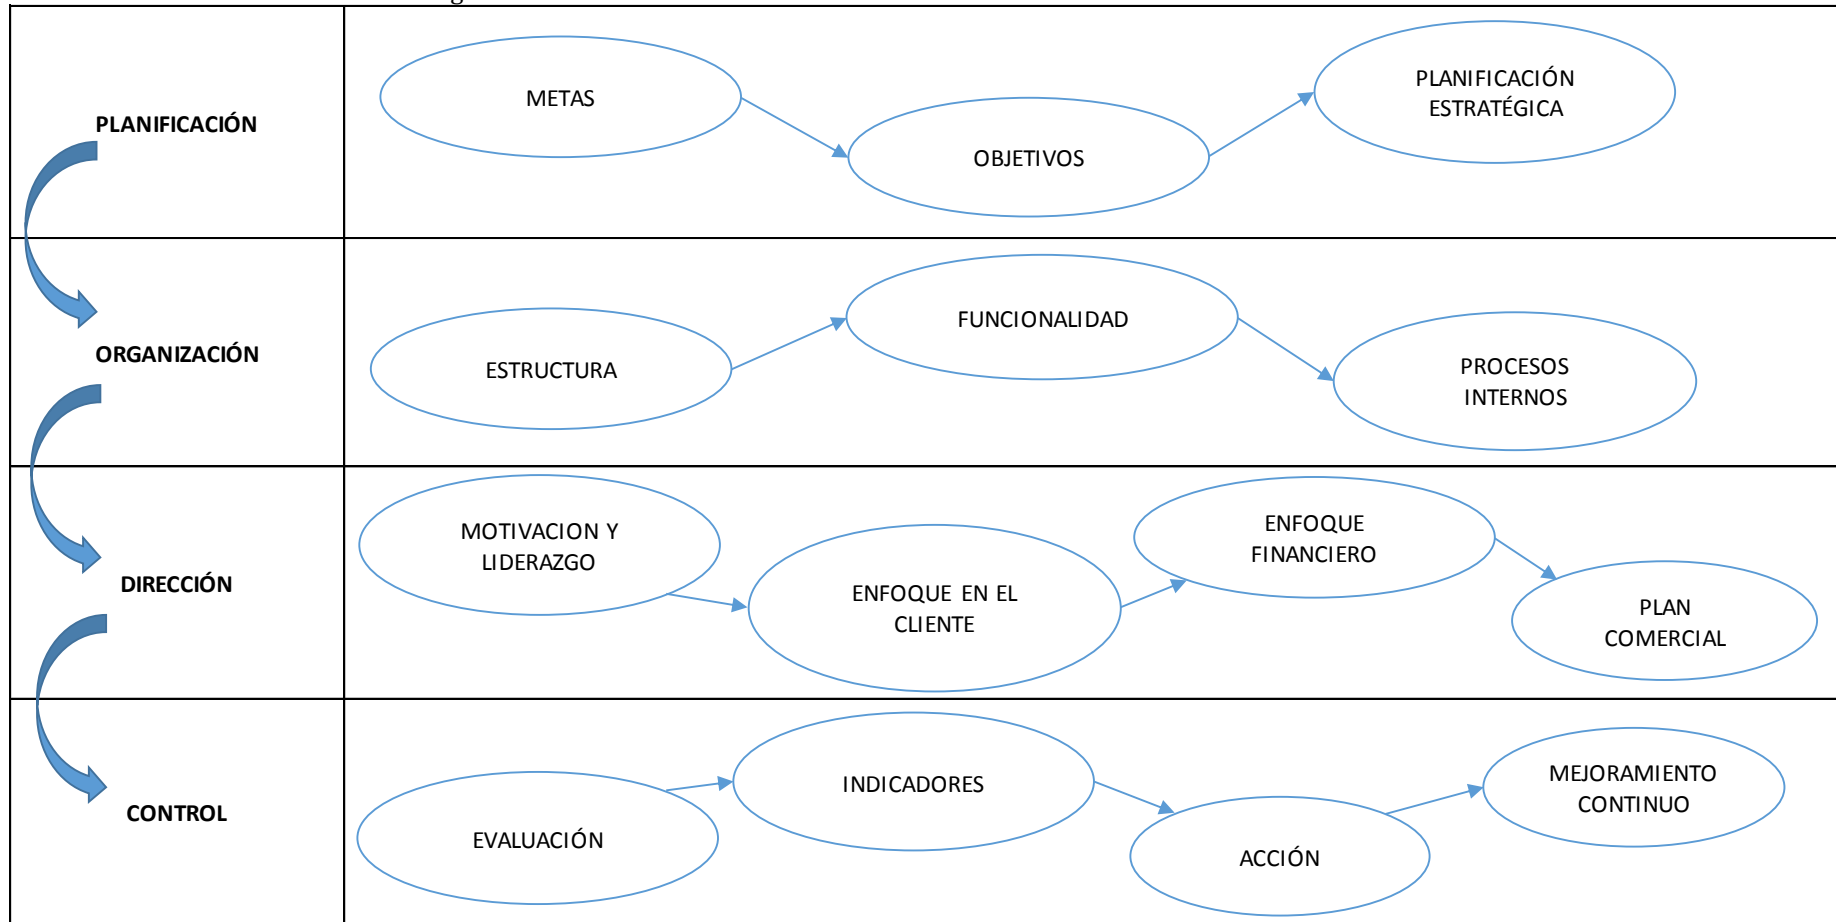 PLANIFICACIÓN
METAS
OBJETIVOS
PLANIFICACIÓN
ESTRATÉGICA
ORGANIZACIÓN
ESTRUCTURA
FUNCIONALIDAD
PROCESOS
INTERNOS
DIRECCIÓN
MOTIVACION Y
LIDERAZGO
ENFOQUE EN EL
CLIENTE
ENFOQUE
FINANCIERO
PLAN
COMERCIAL
CONTROL
EVALUACIÓN
INDICADORES
ACCIÓN
MEJORAMIENTO
CONTINUO